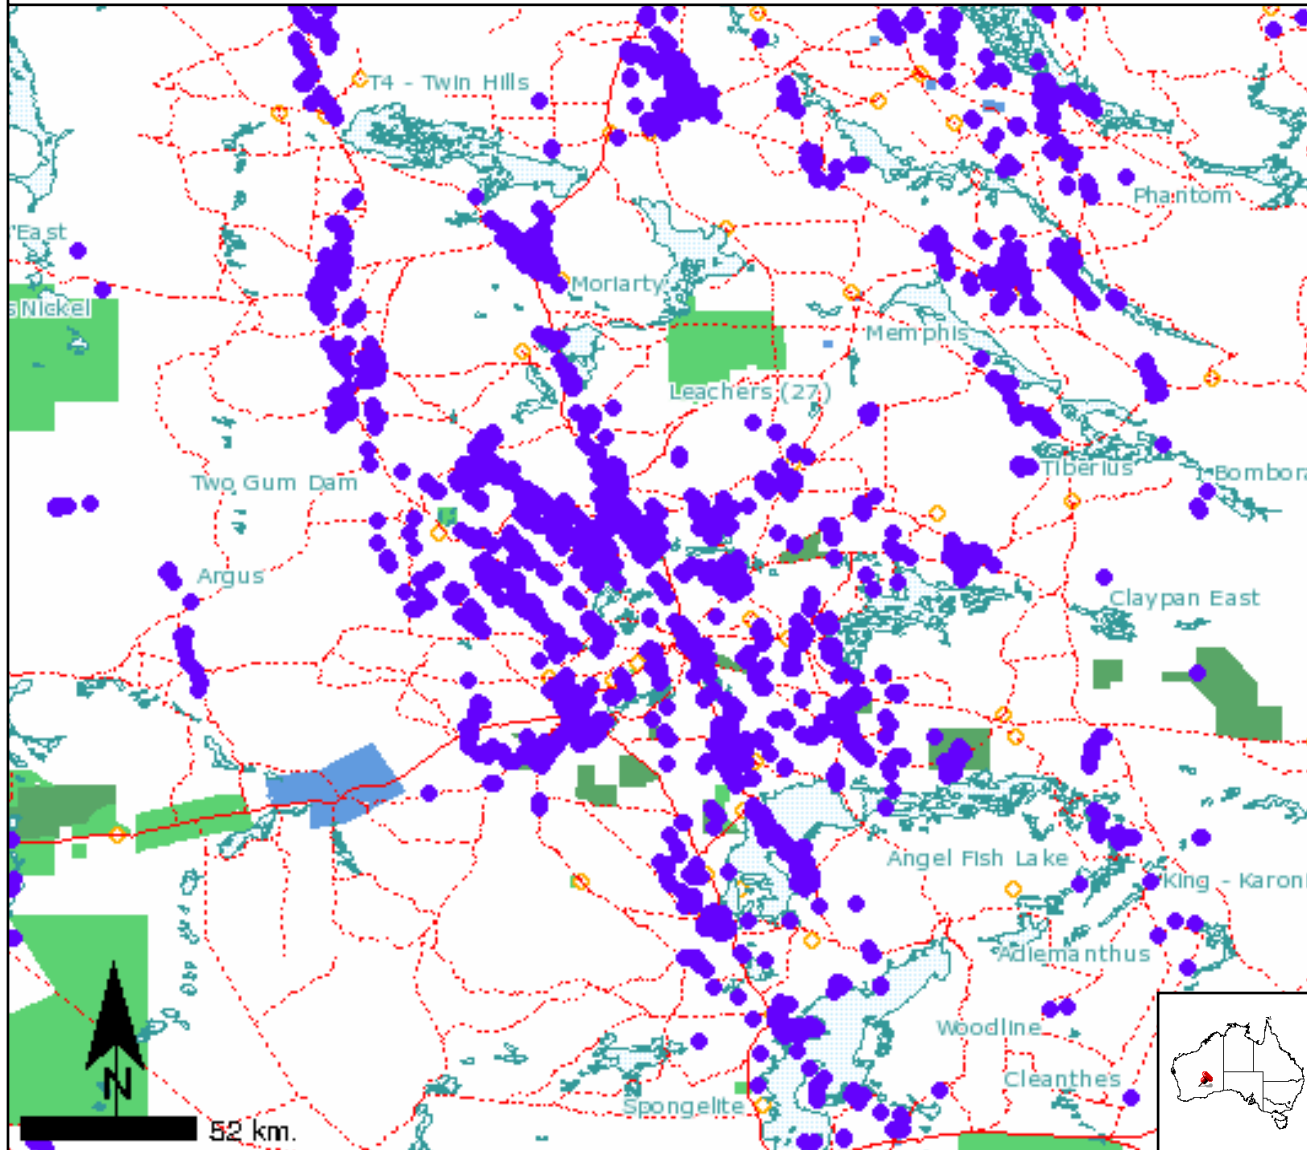 T4 - Twin Hills
Phantom
'East
Moriarty
s Nickel
Memphis
Leachers (27)
Tiberius
Bombora
Two Gum Dam
Argus
Claypan East
Angel Fish Lake
King - Karoni
Adiemanthus
Woodline
Cleanthes
Spongelite
N
52 km.